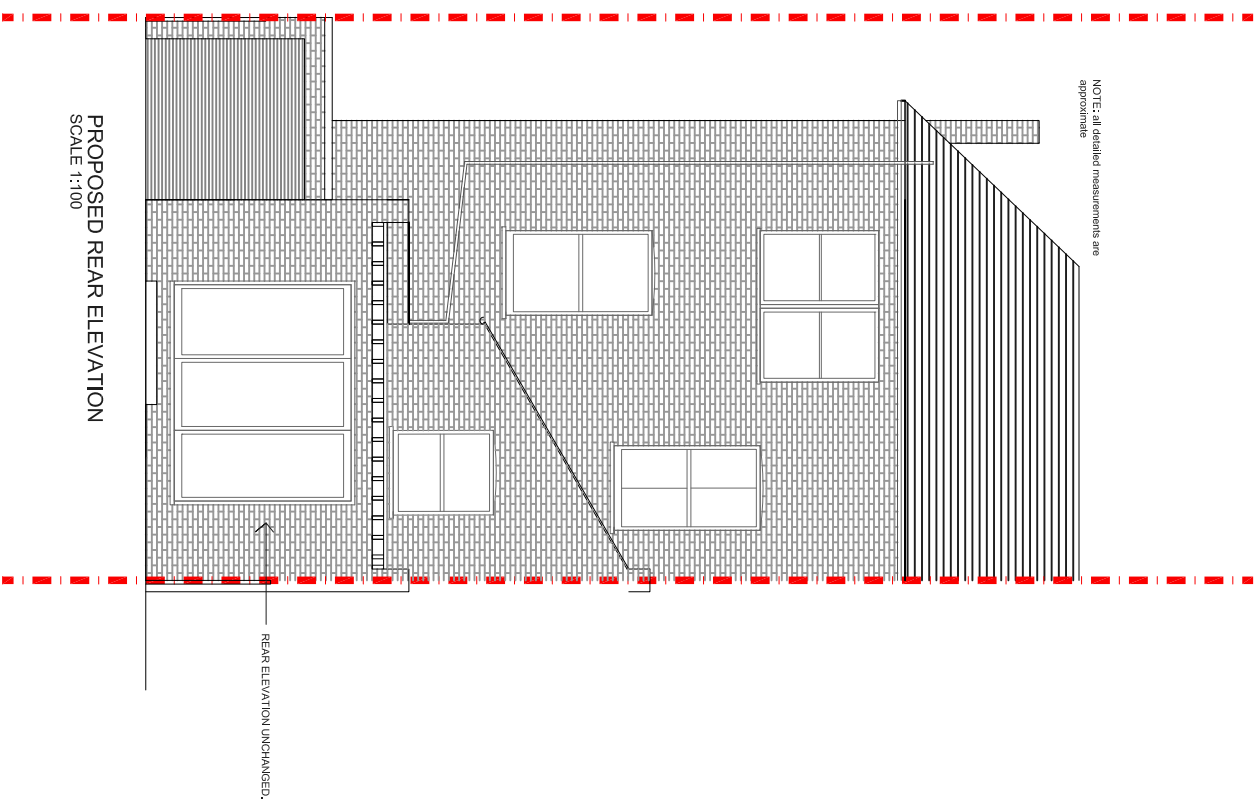 NOTE: all detailed measurements are
approximate
PROPOSED REAR ELEVATION
SCALE 1:100
REAR ELEVATION UNCHANGED.